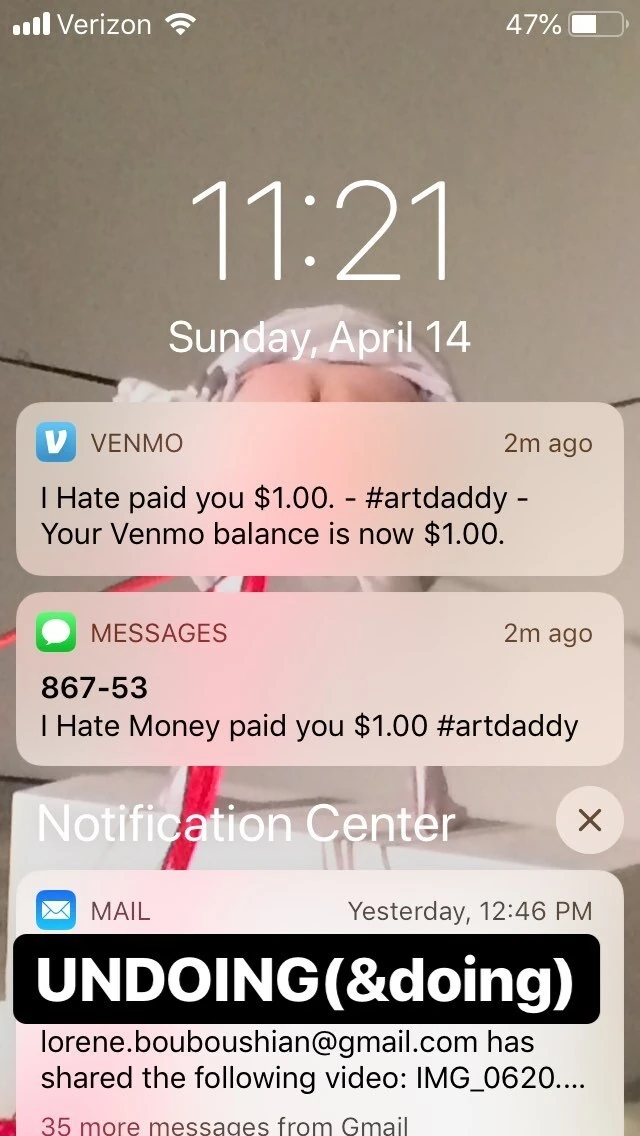 Verizon 47%
11:21
Sunday, April 14
VENMO 2m ago
I Hate paid you $1.00. - #artdaddy -
Your Venmo balance is now $1.00.
MESSAGES 2m ago
867-53
I Hate Money paid you $1.00 #artdaddy
Notification Center
MAIL Yesterday, 12:46 PM
UNDOING(&doing)
lorene.bouboushian@gmail.com has
shared the following video: IMG_0620....
35 more messages from Gmail